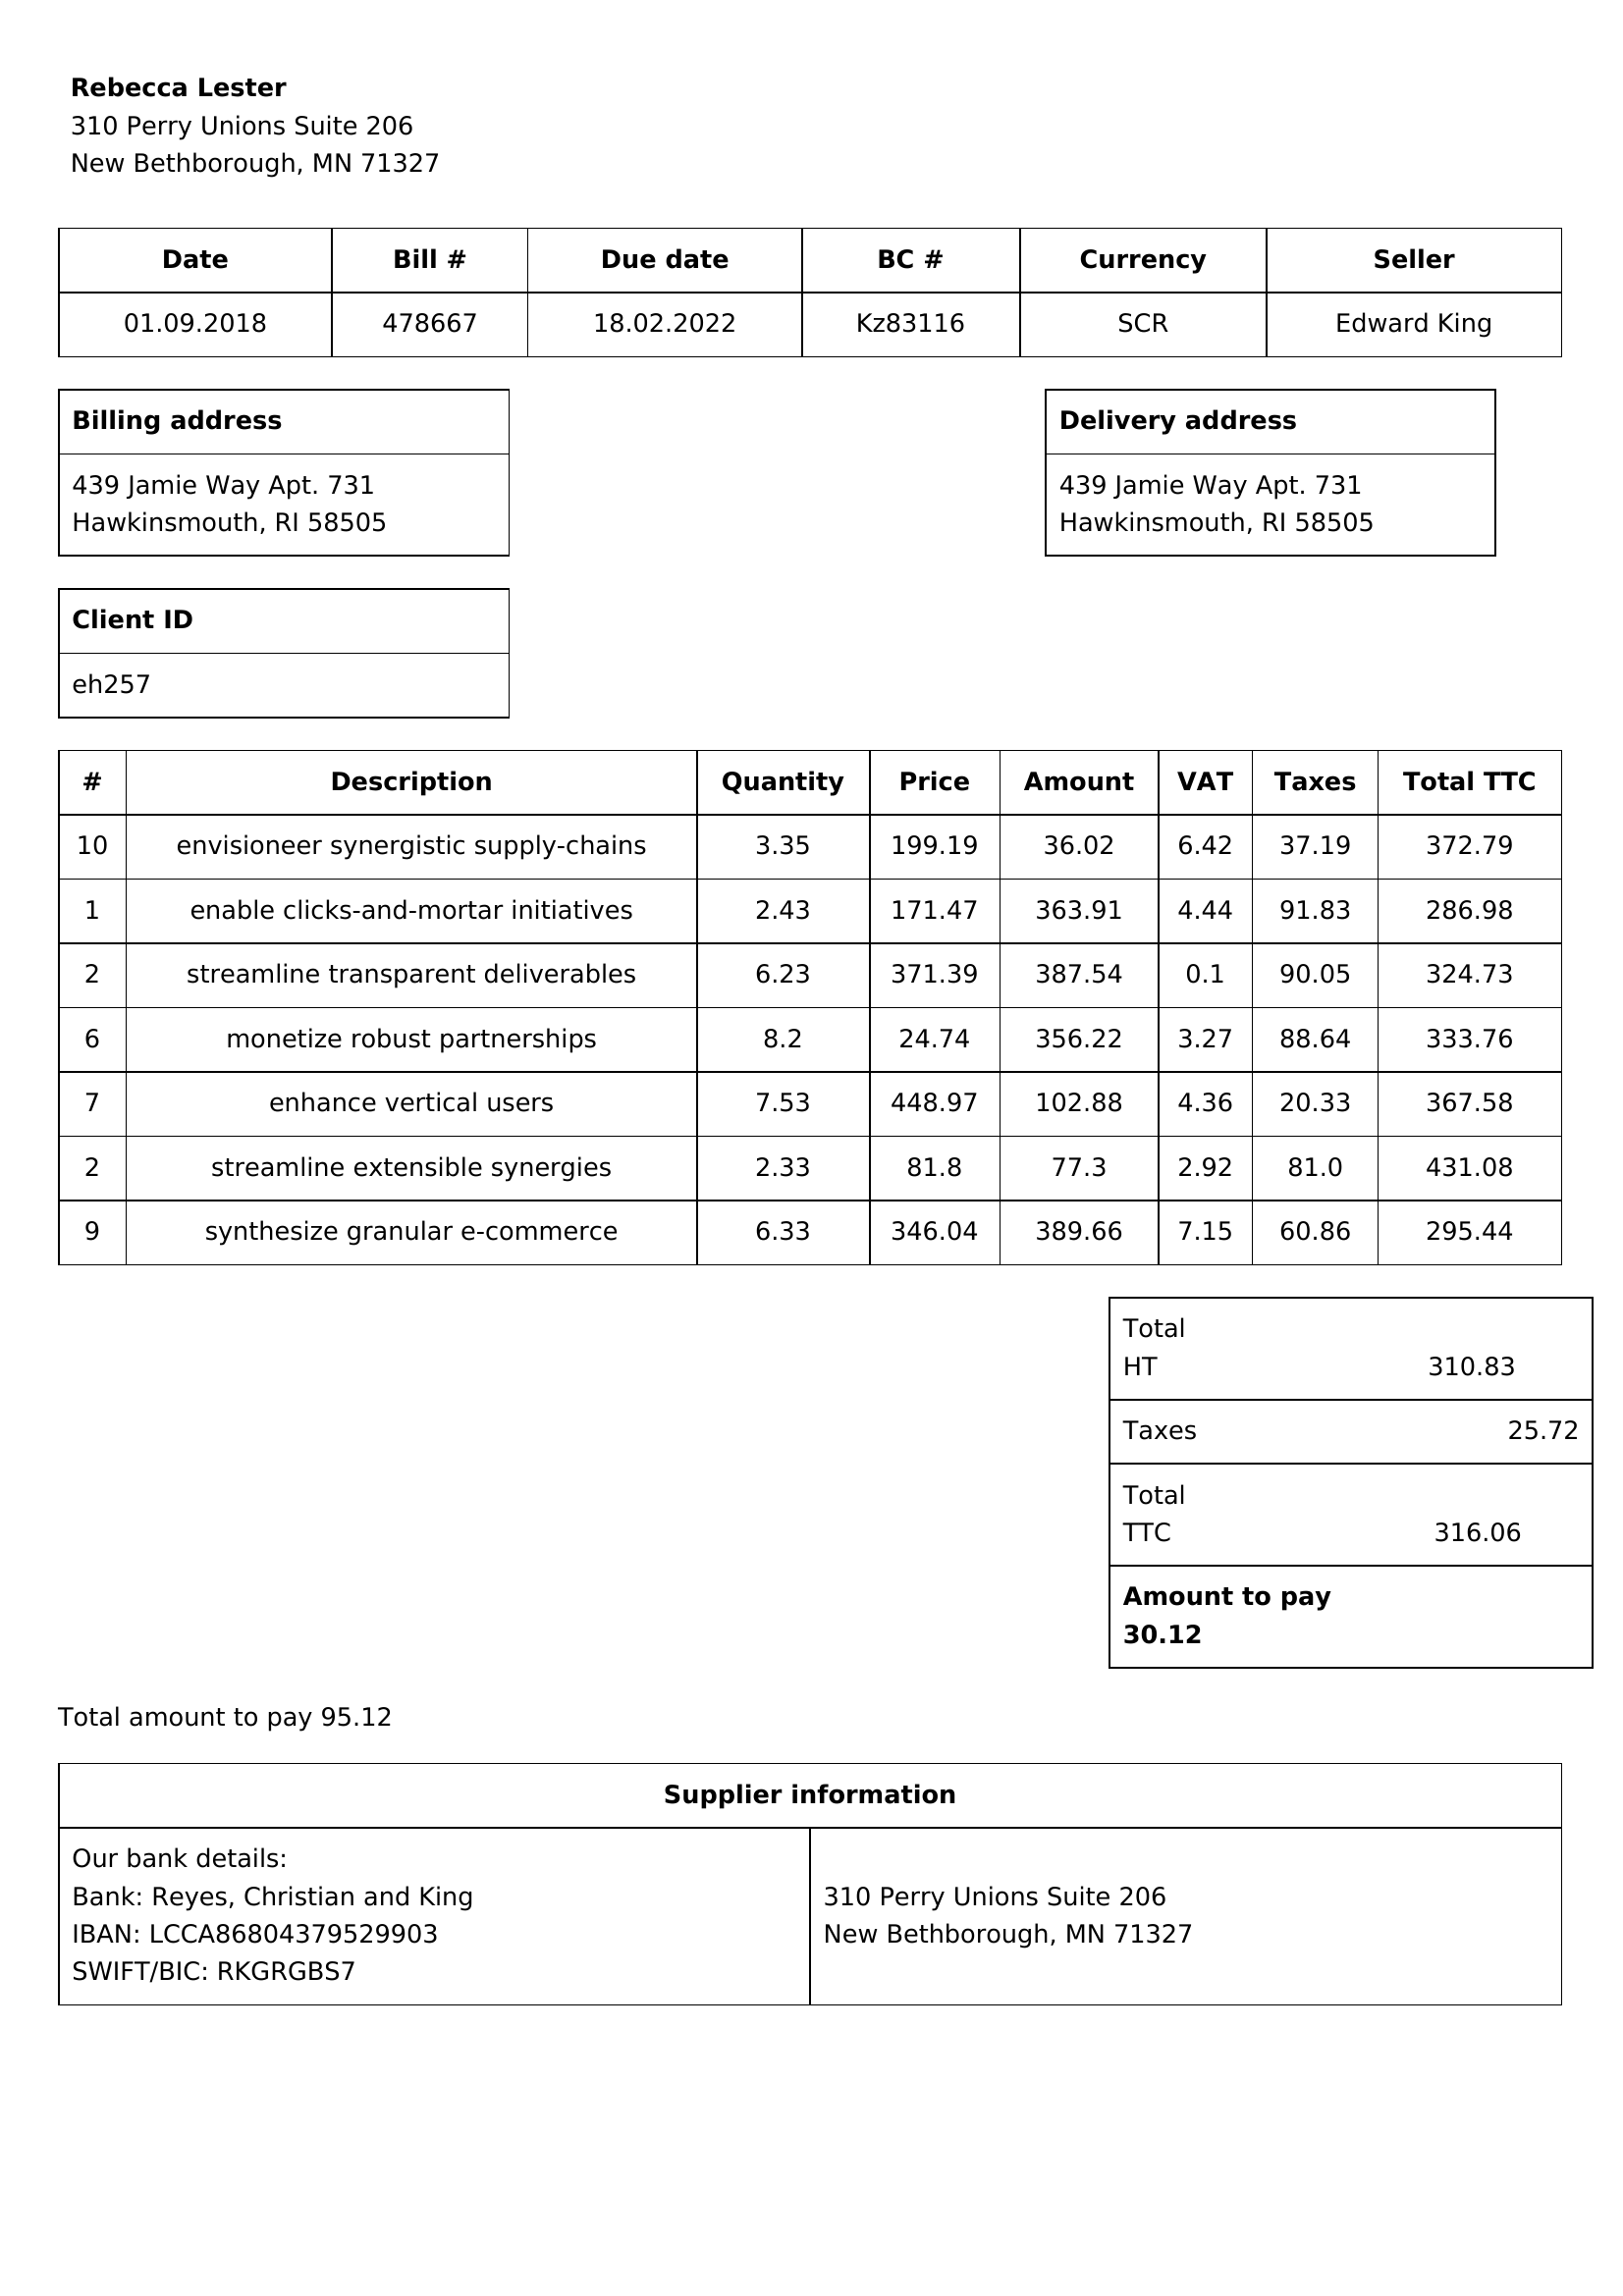 Rebecca Lester
310 Perry Unions Suite 206
New Bethborough, MN 71327
Date Bill # Due date BC # Currency Seller
01.09.2018 478667 18.02.2022 Kz83116 SCR Edward King
Billing address
439 Jamie Way Apt. 731
Hawkinsmouth, RI 58505
Delivery address
439 Jamie Way Apt. 731
Hawkinsmouth, RI 58505
Client ID
eh257
# Description Quantity Price Amount VAT Taxes Total TTC
10 envisioneer synergistic supply-chains 3.35 199.19 36.02 6.42 37.19 372.79
1 enable clicks-and-mortar initiatives 2.43 171.47 363.91 4.44 91.83 286.98
2 streamline transparent deliverables 6.23 371.39 387.54 0.1 90.05 324.73
6 monetize robust partnerships 8.2 24.74 356.22 3.27 88.64 333.76
7 enhance vertical users 7.53 448.97 102.88 4.36 20.33 367.58
2 streamline extensible synergies 2.33 81.8 77.3 2.92 81.0 431.08
9 synthesize granular e-commerce 6.33 346.04 389.66 7.15 60.86 295.44
Total
HT 310.83
Taxes 25.72
Total
TTC 316.06
Amount to pay
30.12
Total amount to pay 95.12
Supplier information
Our bank details:
Bank: Reyes, Christian and King
IBAN: LCCA86804379529903
SWIFT/BIC: RKGRGBS7
310 Perry Unions Suite 206
New Bethborough, MN 71327